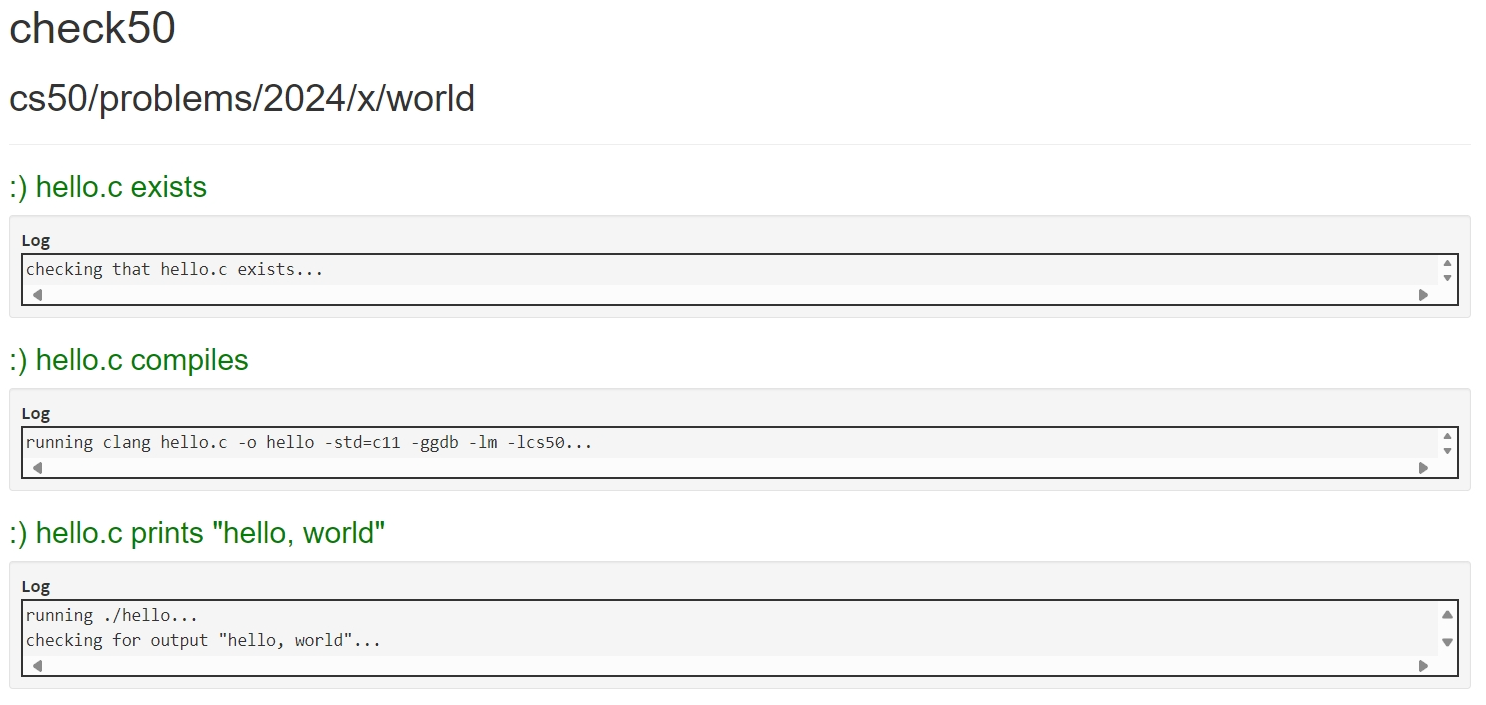 check50
cs50/problems/2024/x/world
:) hello.c exists
Log
checking that hello.c exists...
:) hello.c compiles
Log
running clang hello.c -o hello -std=c11 -ggdb -lm -lcs50...
:) hello.c prints "hello, world"
Log
running ./hello...
checking for output "hello, world"...